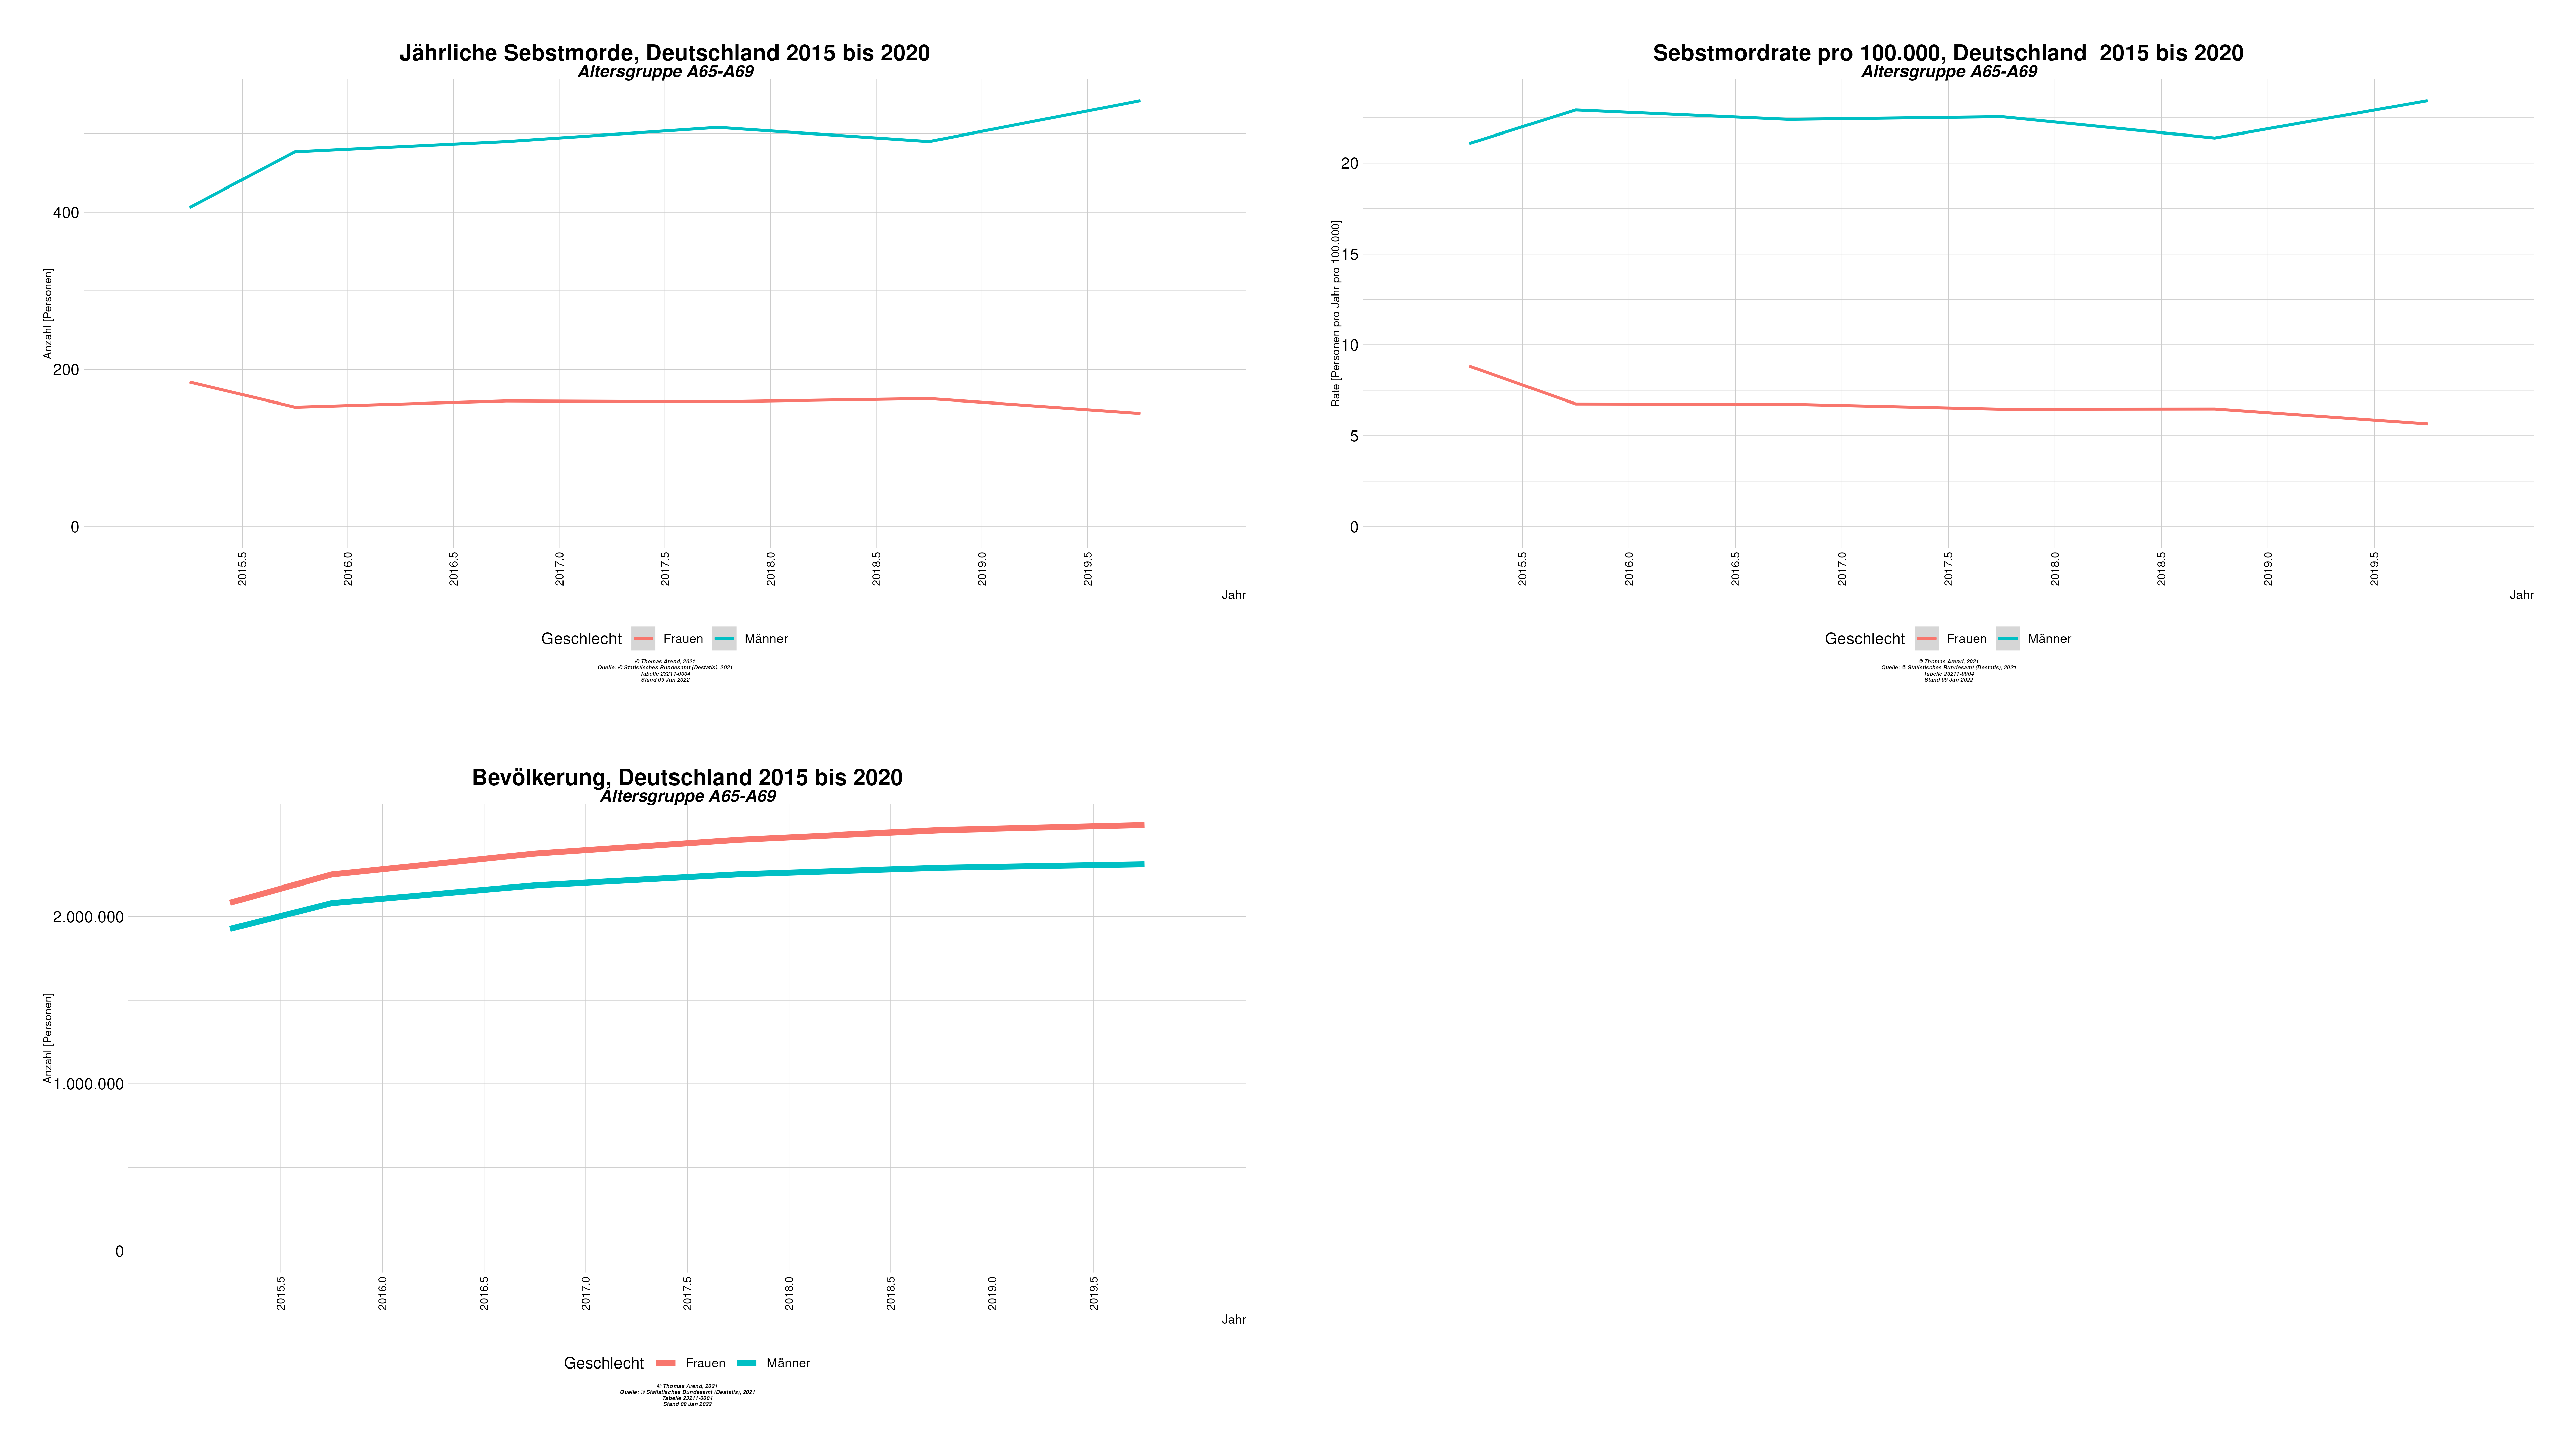 Jährliche Sebstmorde, Deutschland 2015 bis 2020
Altersgruppe A65-A69
Anzahl [Personen]
400
200
0
2015.5
2016.0
2016.5
2017.0
2017.5
2018.0
2018.5
2019.0
2019.5
Jahr
Geschlecht Frauen Männer
© Thomas Arend, 2021
Quelle: © Statistisches Bundesamt (Destatis), 2021
Tabelle 23211-0004
Stand 09 Jan 2022
Sebstmordrate pro 100.000, Deutschland  2015 bis 2020
Altersgruppe A65-A69
Rate [Personen pro Jahr pro 100.000]
20
15
10
5
0
2015.5
2016.0
2016.5
2017.0
2017.5
2018.0
2018.5
2019.0
2019.5
Jahr
Geschlecht Frauen Männer
© Thomas Arend, 2021
Quelle: © Statistisches Bundesamt (Destatis), 2021
Tabelle 23211-0004
Stand 09 Jan 2022
Bevölkerung, Deutschland 2015 bis 2020
Altersgruppe A65-A69
Anzahl [Personen]
2.000.000
1.000.000
0
2015.5
2016.0
2016.5
2017.0
2017.5
2018.0
2018.5
2019.0
2019.5
Jahr
Geschlecht Frauen Männer
© Thomas Arend, 2021
Quelle: © Statistisches Bundesamt (Destatis), 2021
Tabelle 23211-0004
Stand 09 Jan 2022